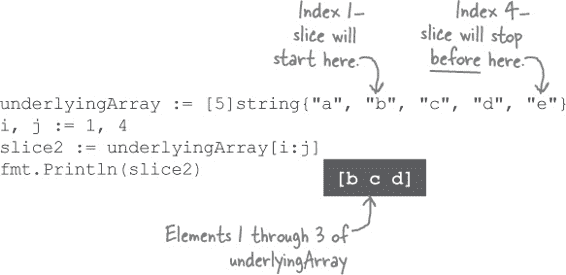 Index 1—
slice will
start here.
Index 4—
slice will stop
before here.
underlyingArray := [5]string{"a", "b", "c", "d", "e"}
i, j := 1, 4
slice2 := underlyingArray[i:j]
fmt.Println(slice2)
[b c d]
Elements 1 through 3 of
underlyingArray